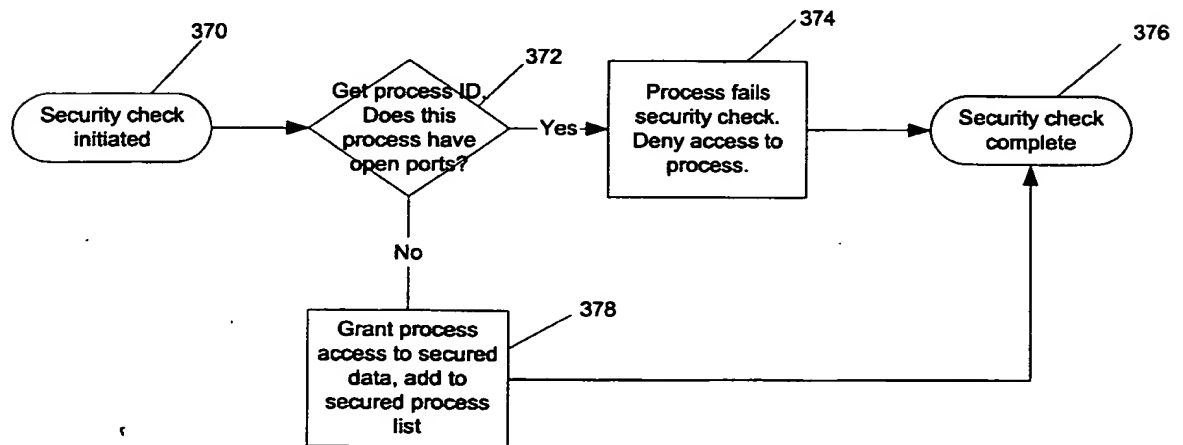 370
Security check
initiated
372
Get process ID.
Does this
process have
open ports?
Yes
374
Process fails
security check.
Deny access to
process.
376
Security check
complete
No
378
Grant process
access to secured
data, add to
secured process
list